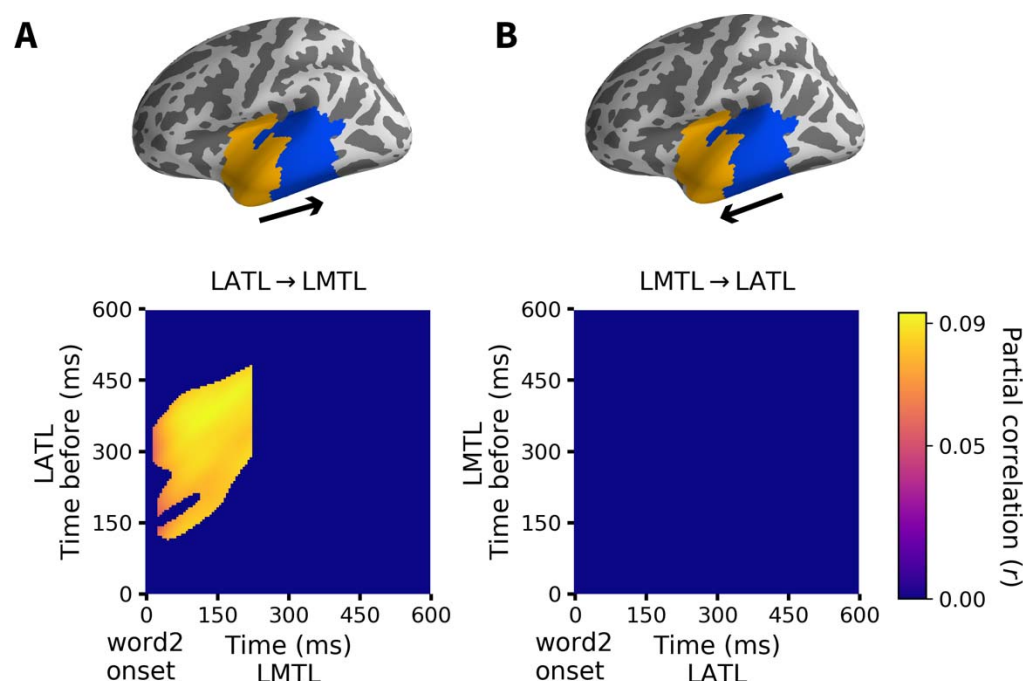 A
B
LATL → LMTL
600
450
300
150
0
LATL
Time before (ms)
0 150 300 450 600
word2
onset
Time (ms)
LMTL
LMTL → LATL
600
450
300
150
0
LMTL
Time before (ms)
0 150 300 450 600
word2
onset
Time (ms)
LATL
0.09
0.05
0.00
Partial correlation (r)